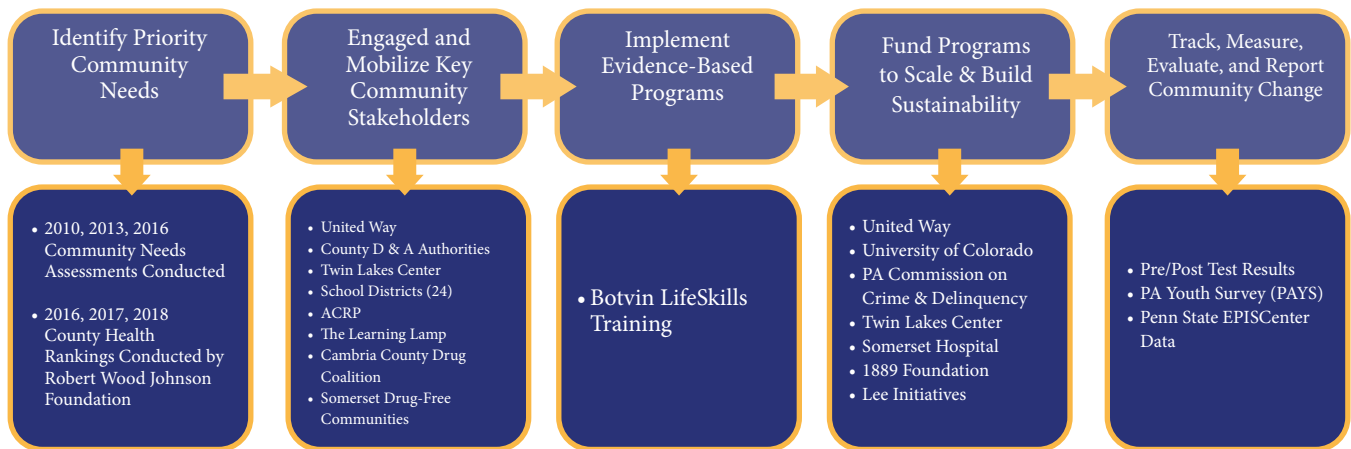 Identify Priority
Community
Needs
Engaged and
Mobilize Key
Community
Stakeholders
Implement
Evidence-Based
Programs
Fund Programs
to Scale & Build
Sustainability
Track, Measure,
Evaluate, and Report
Community Change
• 2010, 2013, 2016
Community Needs
Assessments Conducted
• 2016, 2017, 2018
County Health
Rankings Conducted by
Robert Wood Johnson
Foundation
• United Way
• County D & A Authorities
• Twin Lakes Center
• School Districts (24)
• ACRP
• The Learning Lamp
• Cambria County Drug
Coalition
• Somerset Drug-Free
Communities
• Botvin LifeSkills
Training
• United Way
• University of Colorado
• PA Commission on
Crime & Delinquency
• Twin Lakes Center
• Somerset Hospital
• 1889 Foundation
• Lee Initiatives
• Pre/Post Test Results
• PA Youth Survey (PAYS)
• Penn State EPISCenter
Data